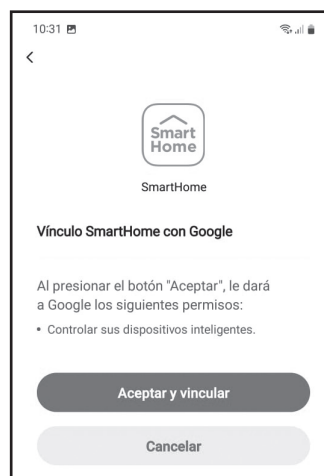 10:31
Smart
Home
SmartHome
Vínculo SmartHome con Google
Al presionar el botón "Aceptar", le dará
a Google los siguientes permisos:
• Controlar sus dispositivos inteligentes.
Aceptar y vincular
Cancelar